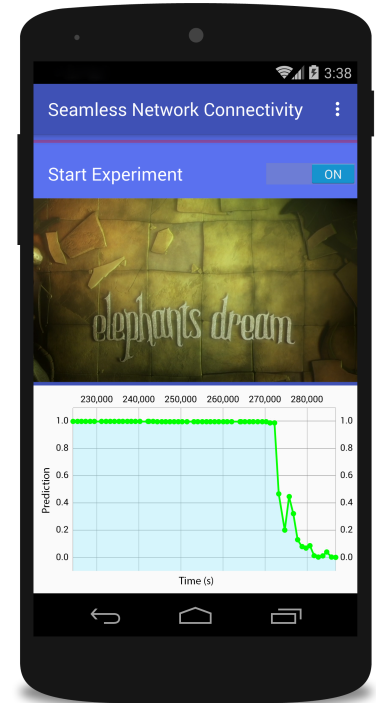 3:38
Seamless Network Connectivity
Start Experiment ON
elephants dream
230,000 240,000 250,000 260,000 270,000 280,000
1.0 1.0
0.8 0.8
0.6 0.6
0.4 0.4
0.2 0.2
0.0 0.0
Prediction
Time (s)